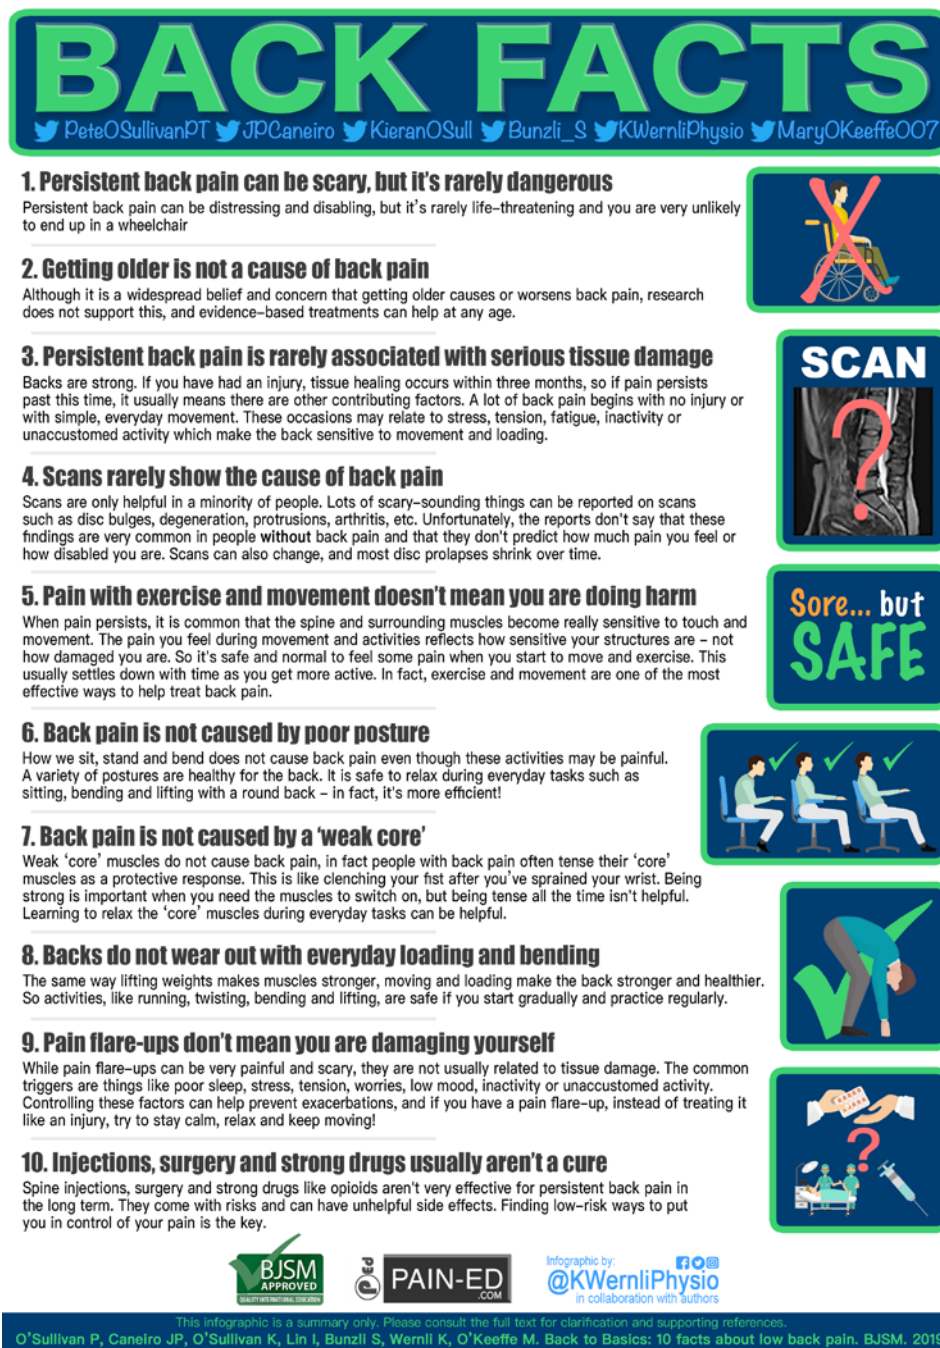 BACK FACTS
PeteOSullivanPT JPCaneiro KieranOSull Bunzli_S KWernliPhysio MaryOKeeffe007
1. Persistent back pain can be scary, but it's rarely dangerous
Persistent back pain can be distressing and disabling, but it's rarely life-threatening and you are very unlikely
to end up in a wheelchair
2. Getting older is not a cause of back pain
Although it is a widespread belief and concern that getting older causes or worsens back pain, research
does not support this, and evidence-based treatments can help at any age.
3. Persistent back pain is rarely associated with serious tissue damage
Backs are strong. If you have had an injury, tissue healing occurs within three months, so if pain persists
past this time, it usually means there are other contributing factors. A lot of back pain begins with no injury or
with simple, everyday movement. These occasions may relate to stress, tension, fatigue, inactivity or
unaccustomed activity which make the back sensitive to movement and loading.
SCAN
?
4. Scans rarely show the cause of back pain
Scans are only helpful in a minority of people. Lots of scary-sounding things can be reported on scans
such as disc bulges, degeneration, protrusions, arthritis, etc. Unfortunately, the reports don't say that these
findings are very common in people without back pain and that they don't predict how much pain you feel or
how disabled you are. Scans can also change, and most disc prolapses shrink over time.
5. Pain with exercise and movement doesn't mean you are doing harm
When pain persists, it is common that the spine and surrounding muscles become really sensitive to touch and
movement. The pain you feel during movement and activities reflects how sensitive your structures are - not
how damaged you are. So it's safe and normal to feel some pain when you start to move and exercise. This
usually settles down with time as you get more active. In fact, exercise and movement are one of the most
effective ways to help treat back pain.
Sore... but
SAFE
6. Back pain is not caused by poor posture
How we sit, stand and bend does not cause back pain even though these activities may be painful.
A variety of postures are healthy for the back. It is safe to relax during everyday tasks such as
sitting, bending and lifting with a round back - in fact, it's more efficient!
7. Back pain is not caused by a 'weak core'
Weak 'core' muscles do not cause back pain, in fact people with back pain often tense their 'core'
muscles as a protective response. This is like clenching your fist after you've sprained your wrist. Being
strong is important when you need the muscles to switch on, but being tense all the time isn't helpful.
Learning to relax the 'core' muscles during everyday tasks can be helpful.
8. Backs do not wear out with everyday loading and bending
The same way lifting weights makes muscles stronger, moving and loading make the back stronger and healthier.
So activities, like running, twisting, bending and lifting, are safe if you start gradually and practice regularly.
9. Pain flare-ups don't mean you are damaging yourself
While pain flare-ups can be very painful and scary, they are not usually related to tissue damage. The common
triggers are things like poor sleep, stress, tension, worries, low mood, inactivity or unaccustomed activity.
Controlling these factors can help prevent exacerbations, and if you have a pain flare-up, instead of treating it
like an injury, try to stay calm, relax and keep moving!
10. Injections, surgery and strong drugs usually aren't a cure
Spine injections, surgery and strong drugs like opioids aren't very effective for persistent back pain in
the long term. They come with risks and can have unhelpful side effects. Finding low-risk ways to put
you in control of your pain is the key.
?
BJSM
APPROVED
QUALITY INTERNATIONAL EDUCATION
PED
PAIN-ED
.COM
Infographic by:
@KWernliPhysio
in collaboration with authors
This infographic is a summary only. Please consult the full text for clarification and supporting references.
O'Sullivan P, Caneiro JP, O'Sullivan K, Lin I, Bunzli S, Wernli K, O'Keeffe M. Back to Basics: 10 facts about low back pain. BJSM. 2019